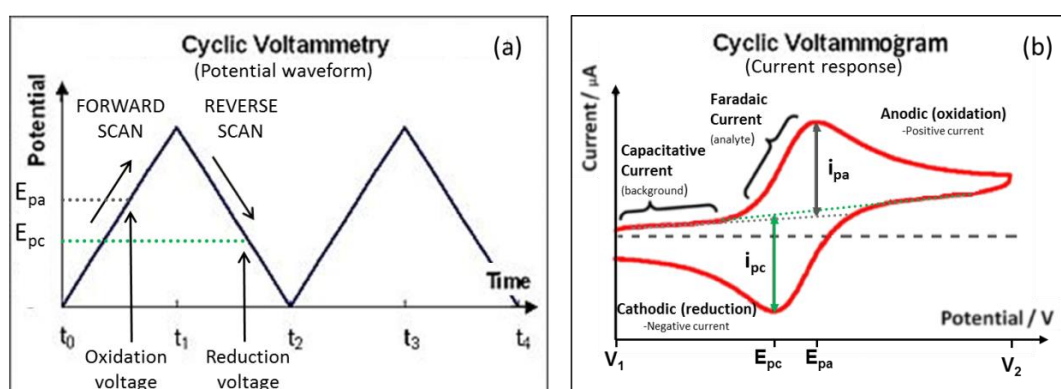 Cyclic Voltammetry
(Potential waveform)
(a)
Potential
FORWARD
SCAN
REVERSE
SCAN
Epa
Epc
Time
t0
t1
t2
t3
t4
Oxidation
voltage
Reduction
voltage
Cyclic Voltammogram
(Current response)
(b)
Current / µA
Faradaic
Current
(analyte)
Anodic (oxidation)
-Positive current
Capacitative
Current
(background)
ipa
ipc
Cathodic (reduction)
-Negative current
Potential / V
V1
Epc
Epa
V2